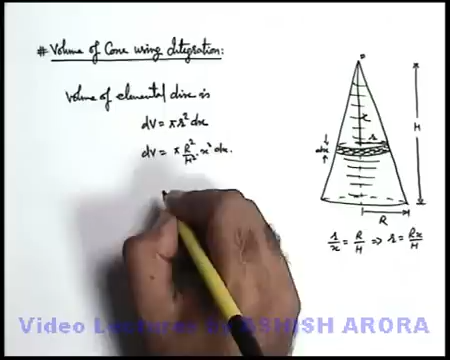 # Volume of Cone using Integration:
Volume of elemental disc is
dV = π r² dx
dV = π R²/H² · x² dx.
x
r
dx
H
R
r/x = R/H ⇒ r = Rx/H
Video Lectures by ASHISH ARORA